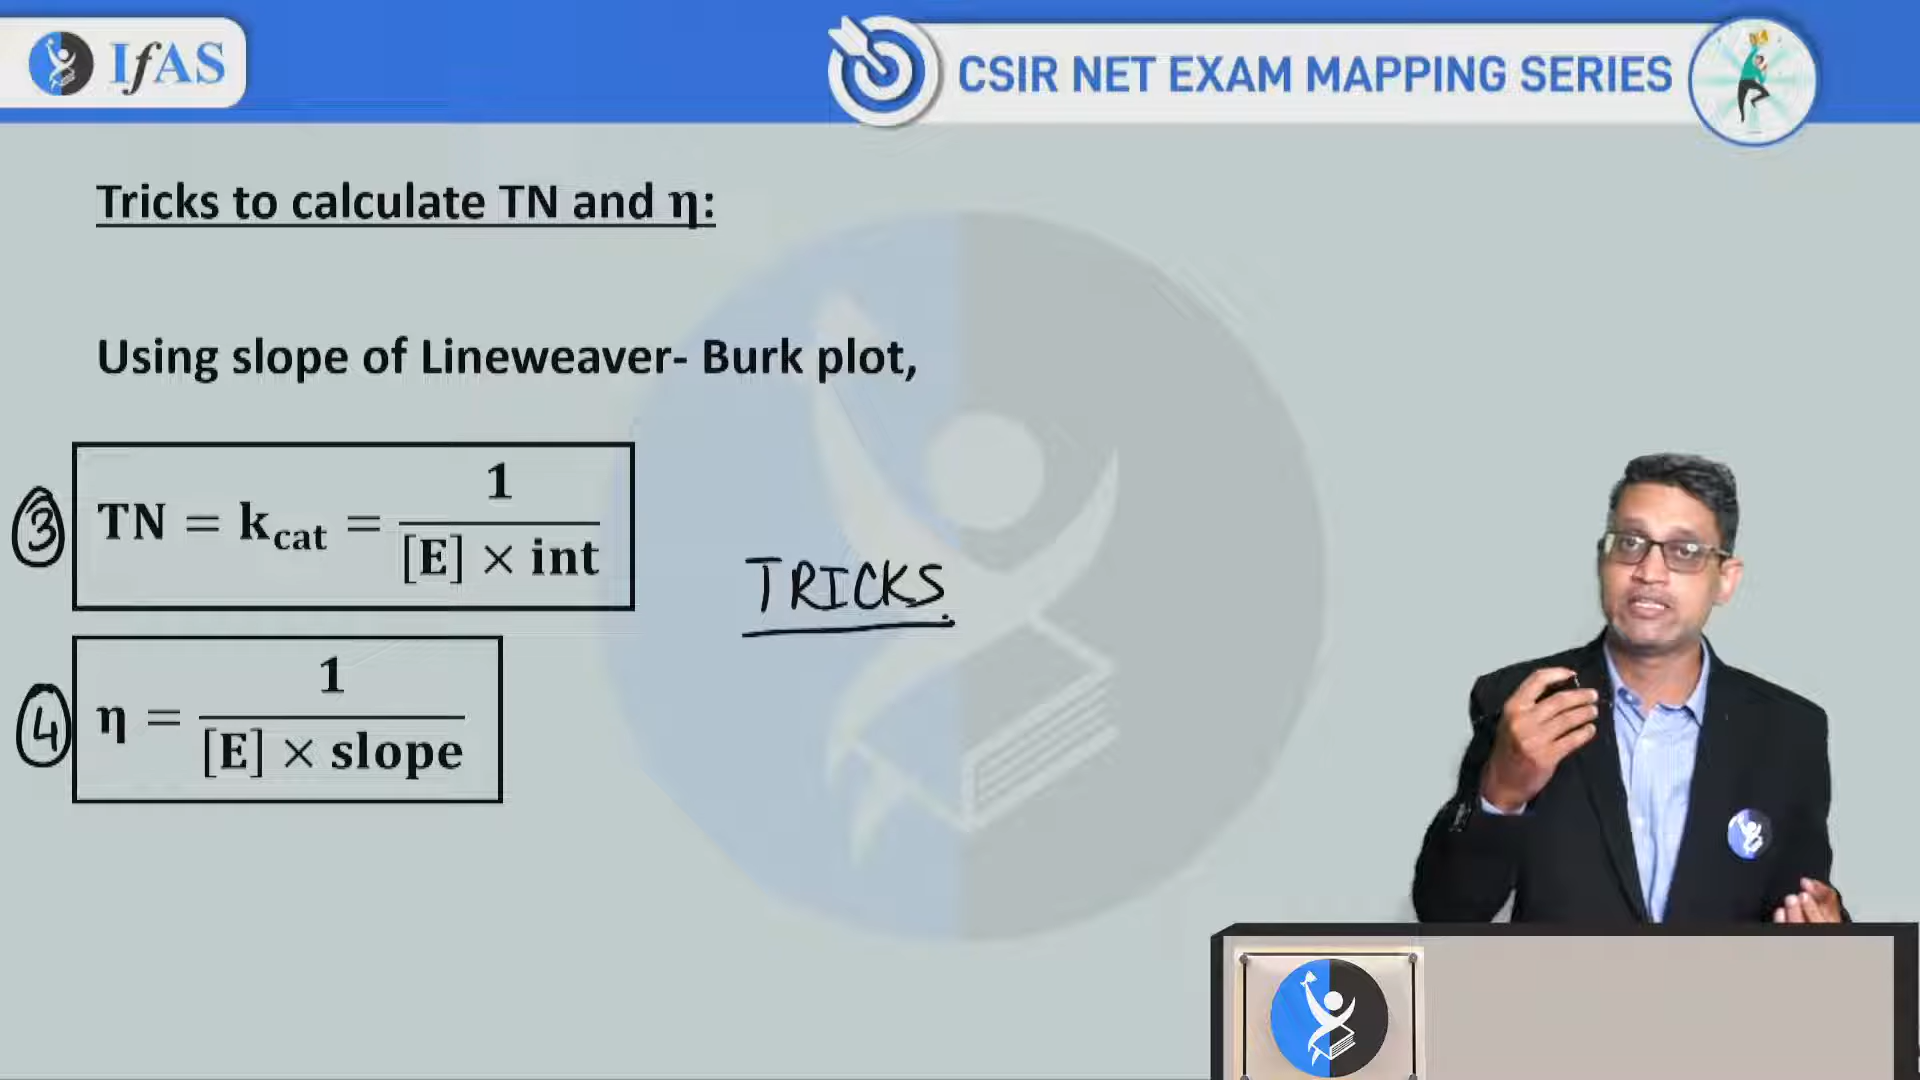 IfAS
CSIR NET EXAM MAPPING SERIES
Tricks to calculate TN and η:
Using slope of Lineweaver- Burk plot,
③ TN = k_cat = 1 / ([E] × int)
TRICKS.
④ η = 1 / ([E] × slope)